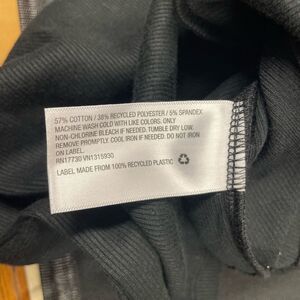 57% COTTON / 38% RECYCLED POLYESTER / 5% SPANDEX
MACHINE WASH COLD WITH LIKE COLORS. ONLY
NON-CHLORINE BLEACH IF NEEDED. TUMBLE DRY LOW.
REMOVE PROMPTLY. COOL IRON IF NEEDED. DO NOT IRON
ON LABEL.
RN17730 VN1315930
LABEL MADE FROM 100% RECYCLED PLASTIC